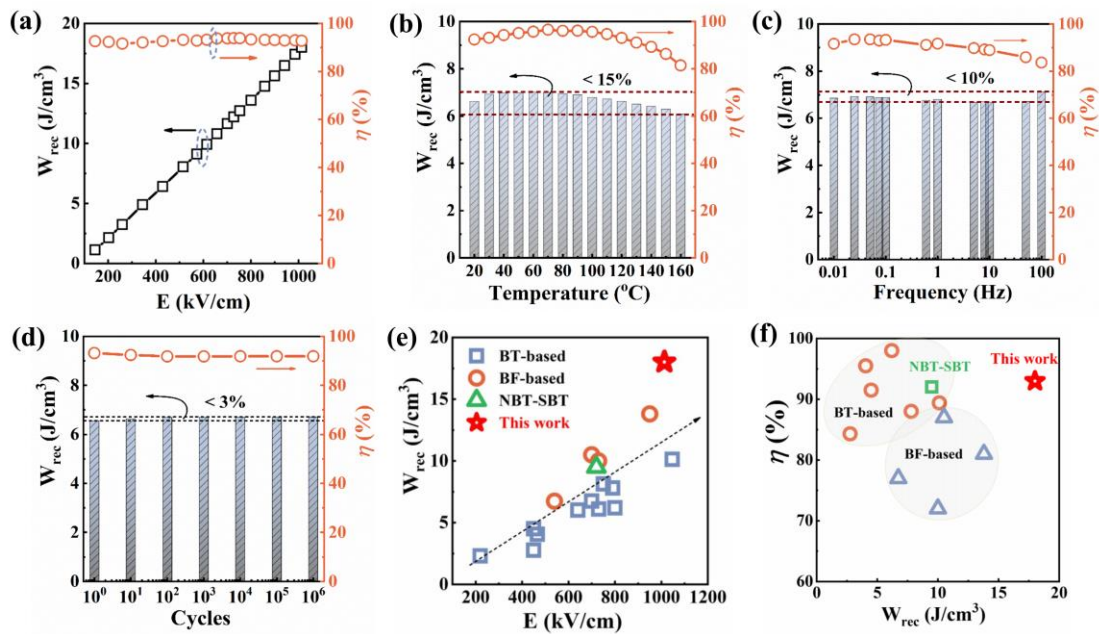 (a)
W_rec (J/cm³)
20
15
10
5
0
100
80
60
40
20
0
η (%)
0 200 400 600 800 1000
E (kV/cm)
(b)
W_rec (J/cm³)
10
8
6
4
2
0
< 15%
100
80
60
40
20
0
η (%)
20 40 60 80 100 120 140 160
Temperature (°C)
(c)
W_rec (J/cm³)
10
8
6
4
2
0
< 10%
100
80
60
40
20
0
η (%)
0.01 0.1 1 10 100
Frequency (Hz)
(d)
W_rec (J/cm³)
10
8
6
4
2
0
< 3%
100
80
60
40
20
0
η (%)
10⁰ 10¹ 10² 10³ 10⁴ 10⁵ 10⁶
Cycles
(e)
W_rec (J/cm³)
20
15
10
5
0
BT-based
BF-based
NBT-SBT
This work
200 400 600 800 1000 1200
E (kV/cm)
(f)
η (%)
100
90
80
70
60
This work
NBT-SBT
BT-based
BF-based
0 5 10 15 20
W_rec (J/cm³)